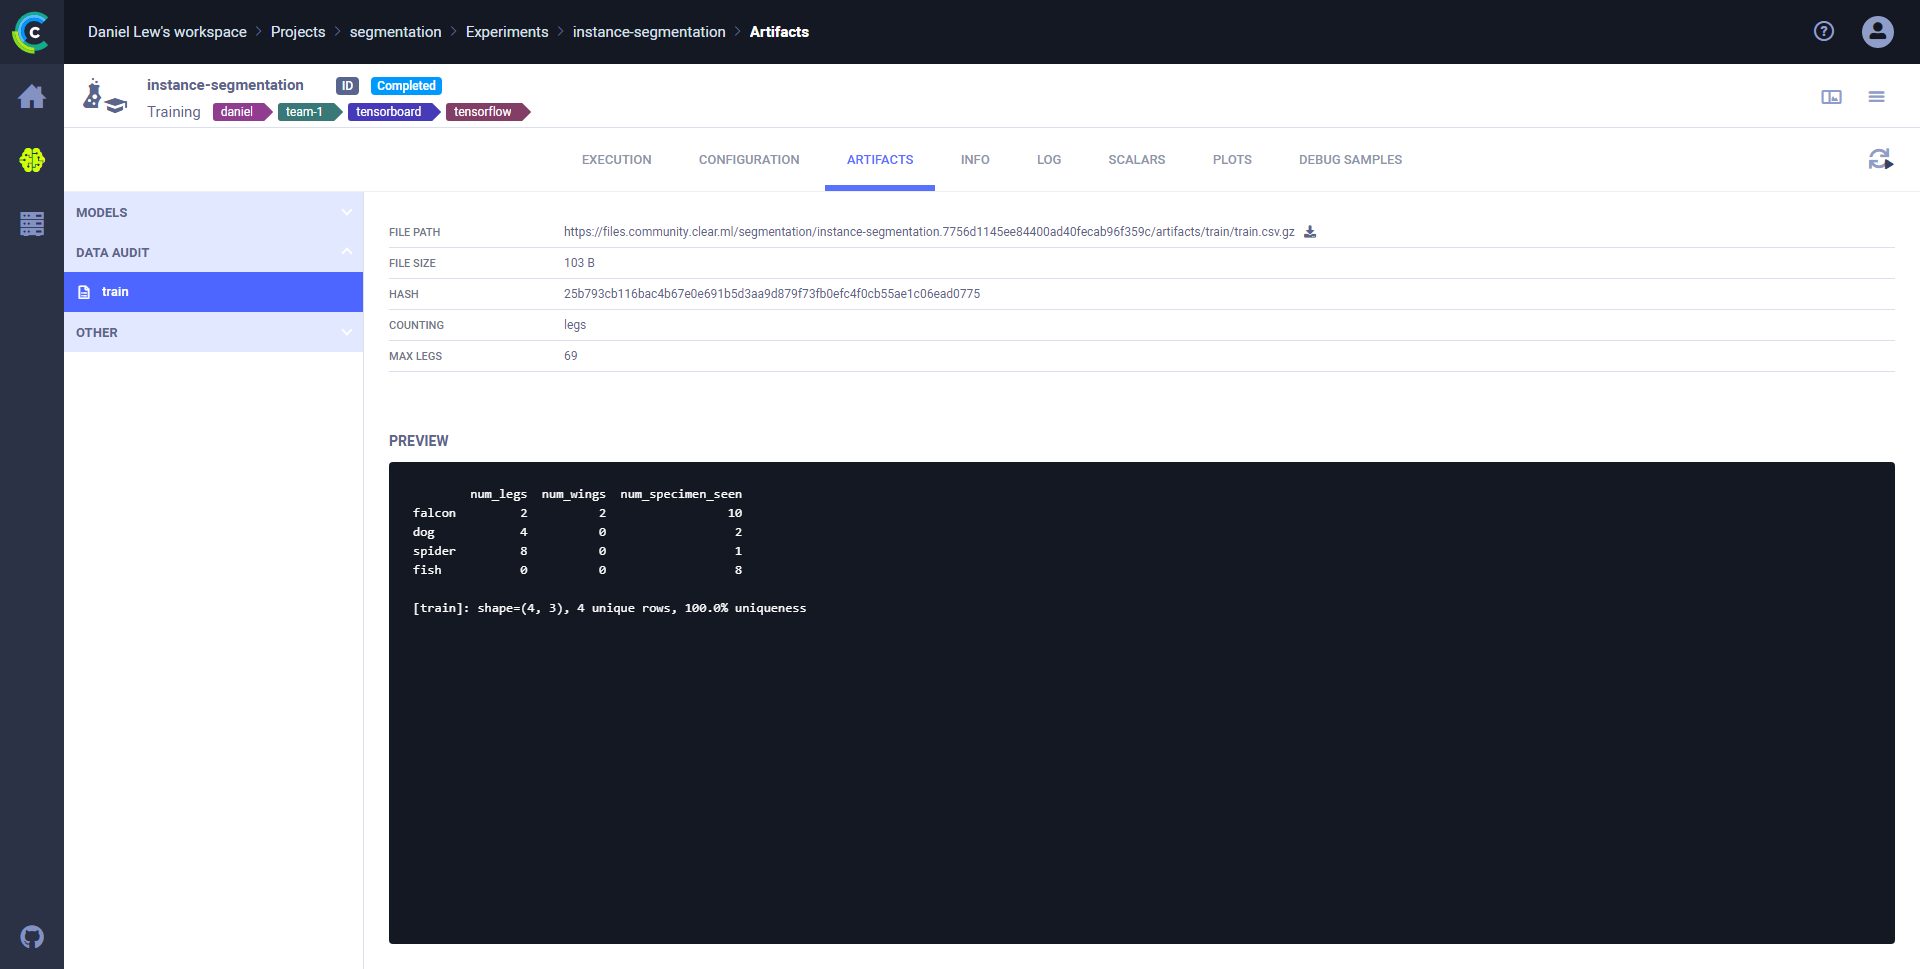 Daniel Lew's workspace > Projects > segmentation > Experiments > instance-segmentation > Artifacts
instance-segmentation ID Completed
Training daniel team-1 tensorboard tensorflow
EXECUTION CONFIGURATION ARTIFACTS INFO LOG SCALARS PLOTS DEBUG SAMPLES
MODELS
DATA AUDIT
train
OTHER
FILE PATH https://files.community.clear.ml/segmentation/instance-segmentation.7756d1145ee84400ad40fecab96f359c/artifacts/train/train.csv.gz
FILE SIZE 103 B
HASH 25b793cb116bac4b67e0e691b5d3aa9d879f73fb0efc4f0cb55ae1c06ead0775
COUNTING legs
MAX LEGS 69
PREVIEW
num_legs num_wings num_specimen_seen
falcon 2 2 10
dog 4 0 2
spider 8 0 1
fish 0 0 8
[train]: shape=(4, 3), 4 unique rows, 100.0% uniqueness